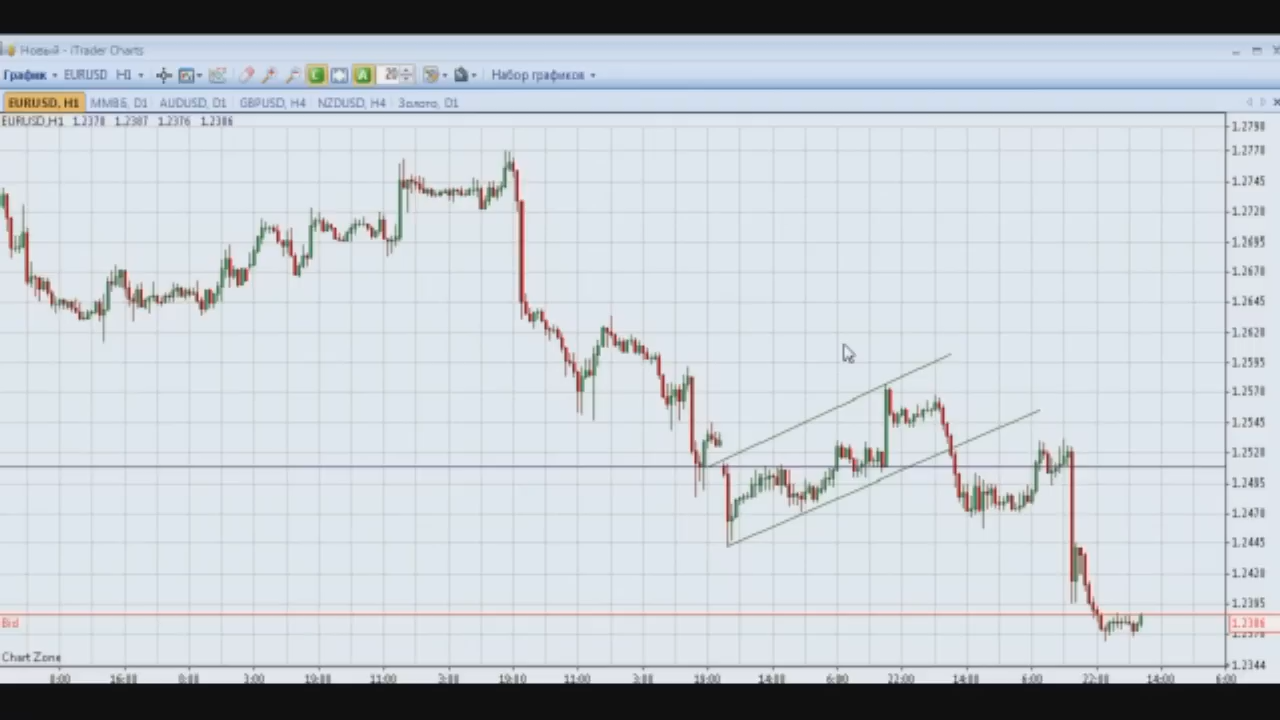 Новый - iTrader Charts
График EURUSD H1 20 Набор графиков
EURUSD, H1 ММВБ, D1 AUDUSD, D1 GBPUSD, H4 NZDUSD, H4 Золото, D1
EURUSD,H1 1.2378 1.2387 1.2376 1.2386
1.2798
1.2770
1.2745
1.2720
1.2695
1.2670
1.2645
1.2620
1.2595
1.2570
1.2545
1.2520
1.2495
1.2470
1.2445
1.2420
1.2395
Bid 1.2386
Chart Zone
1.2344
8:00 16:00 0:00 3:00 19:00 11:00 3:00 19:00 11:00 3:00 19:00 14:00 6:00 22:00 14:00 6:00 22:00 14:00 6:00